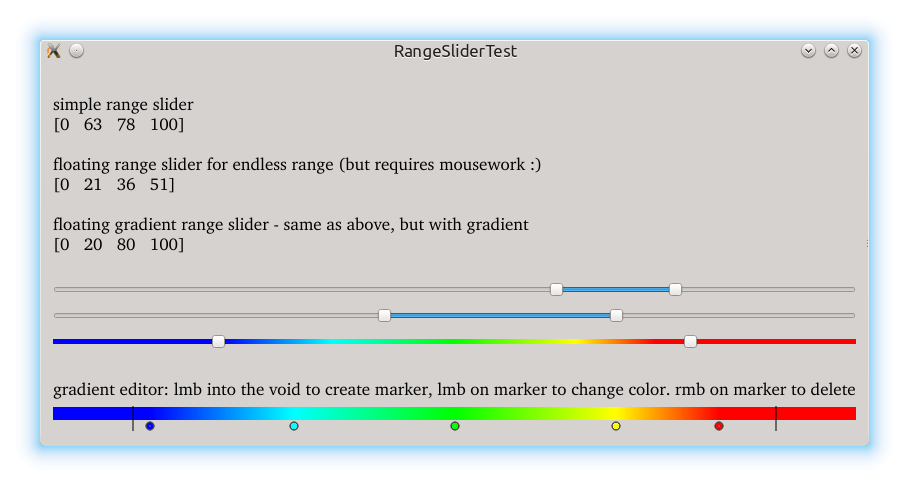 RangeSliderTest
simple range slider
[0 63 78 100]
floating range slider for endless range (but requires mousework :)
[0 21 36 51]
floating gradient range slider - same as above, but with gradient
[0 20 80 100]
gradient editor: lmb into the void to create marker, lmb on marker to change color. rmb on marker to delete